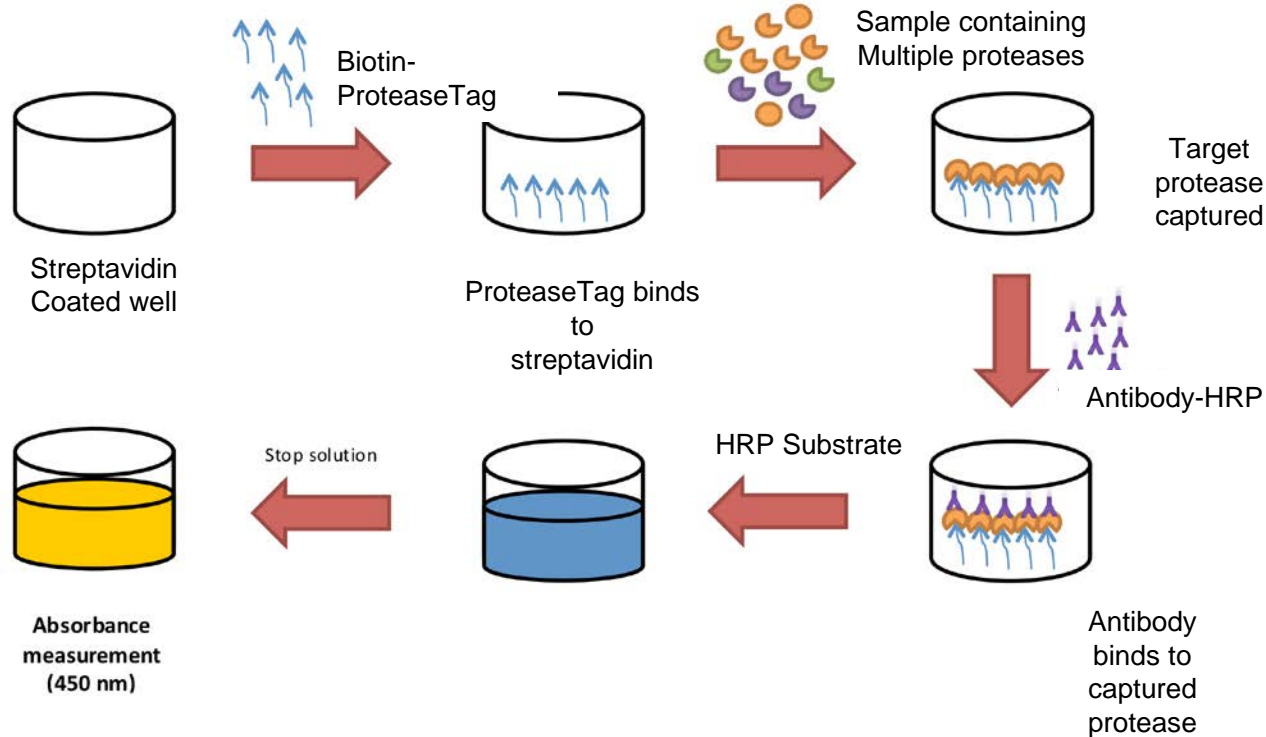 Biotin-
ProteaseTag
Sample containing
Multiple proteases
Streptavidin
Coated well
ProteaseTag binds
to
streptavidin
Target
protease
captured
Antibody-HRP
Antibody
binds to
captured
protease
HRP Substrate
Stop solution
Absorbance
measurement
(450 nm)